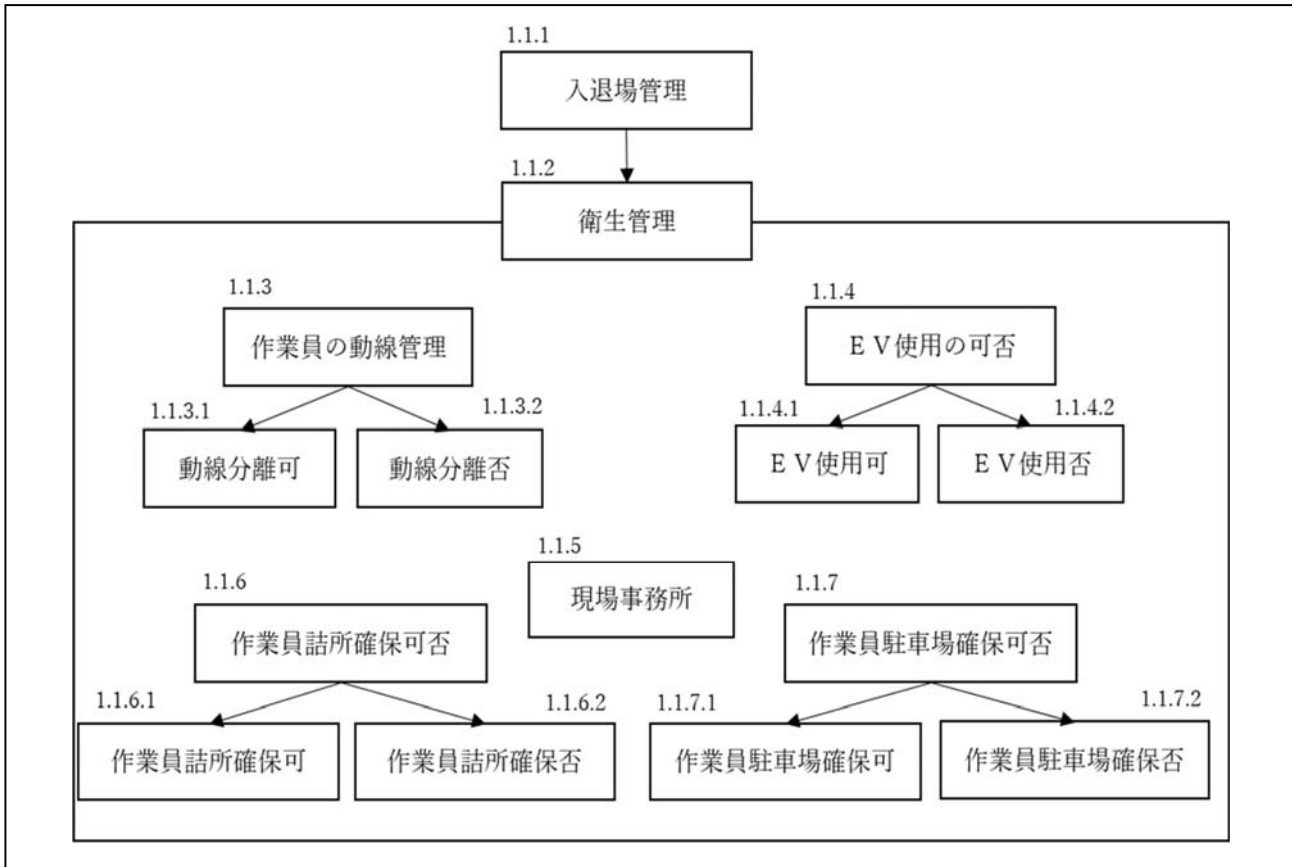 1.1.1
入退場管理
1.1.2
衛生管理
1.1.3
作業員の動線管理
1.1.3.1
動線分離可
1.1.3.2
動線分離否
1.1.4
ＥＶ使用の可否
1.1.4.1
ＥＶ使用可
1.1.4.2
ＥＶ使用否
1.1.5
現場事務所
1.1.6
作業員詰所確保可否
1.1.6.1
作業員詰所確保可
1.1.6.2
作業員詰所確保否
1.1.7
作業員駐車場確保可否
1.1.7.1
作業員駐車場確保可
1.1.7.2
作業員駐車場確保否